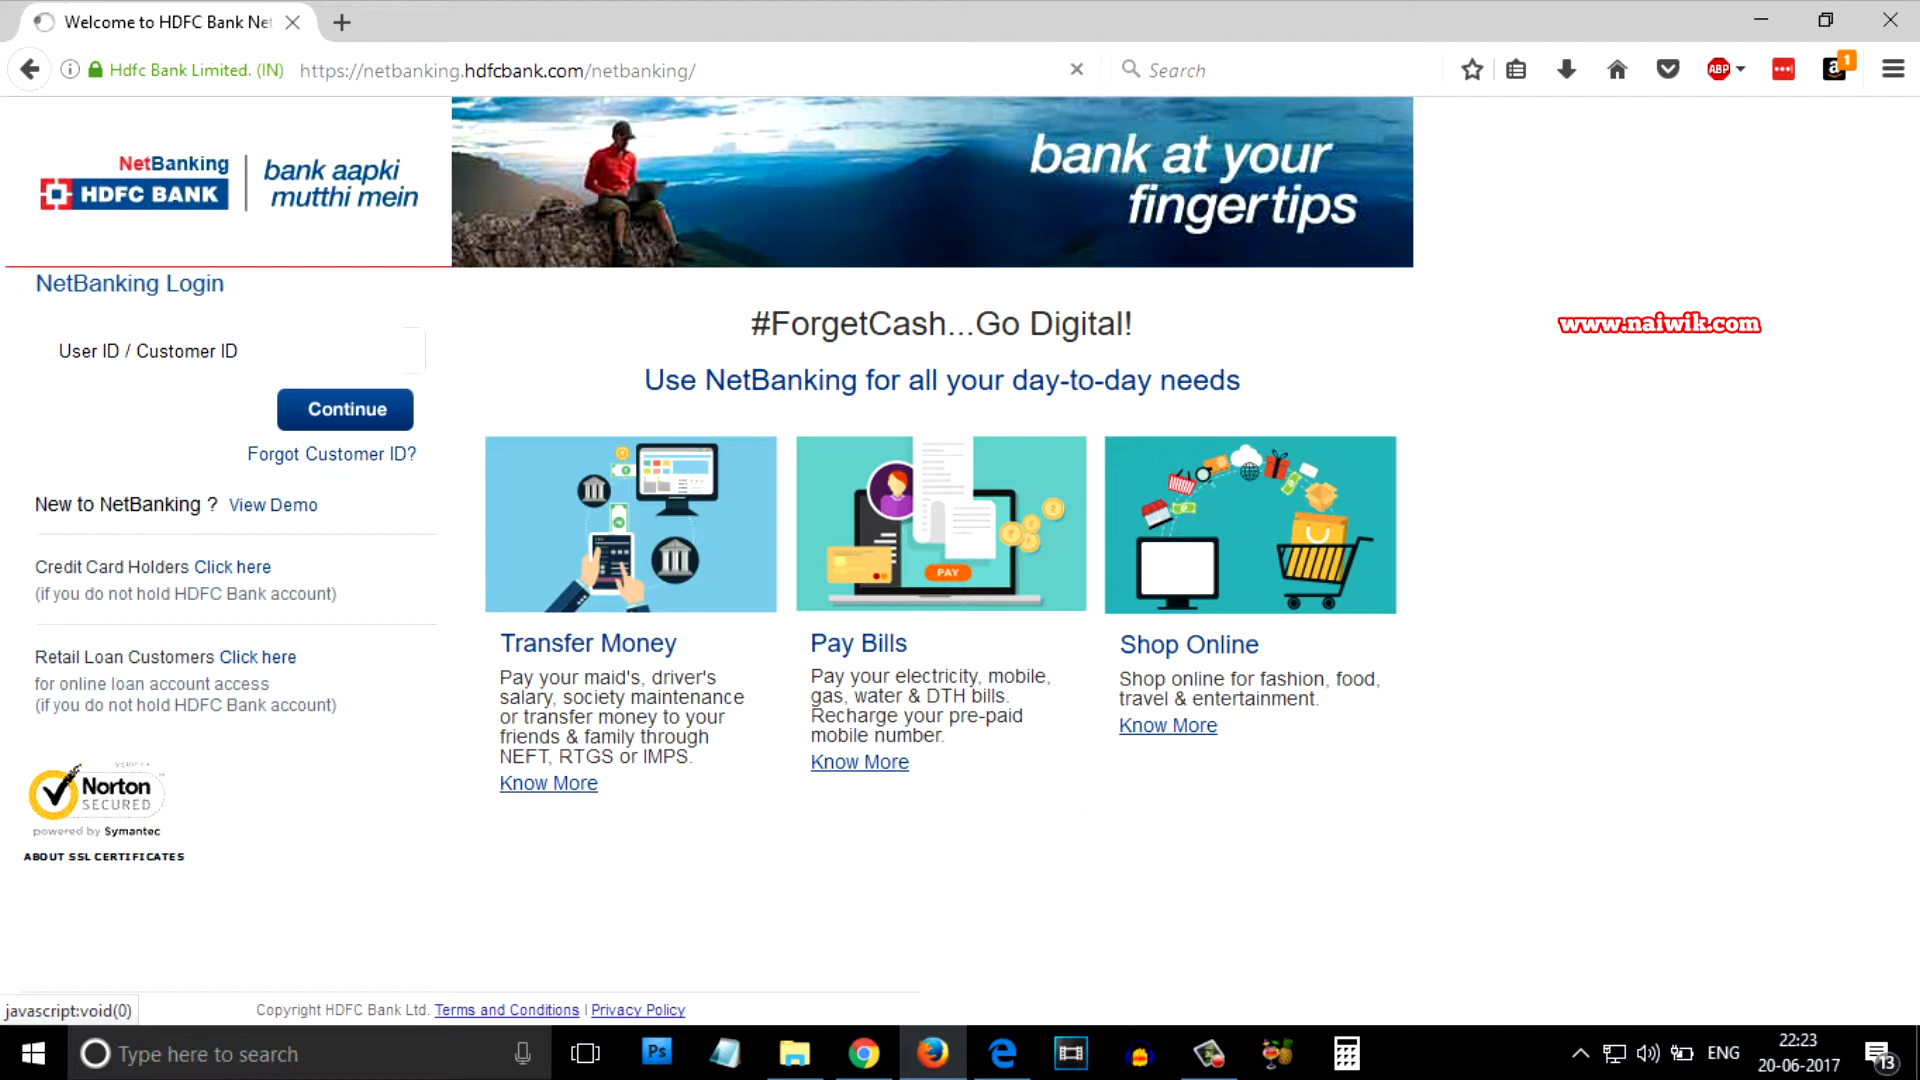 Welcome to HDFC Bank Net
Hdfc Bank Limited. (IN)
https://netbanking.hdfcbank.com/netbanking/
Search
ABP
a
1
NetBanking
HDFC BANK
bank aapki
mutthi mein
bank at your
fingertips
NetBanking Login
User ID / Customer ID
Continue
Forgot Customer ID?
New to NetBanking ? View Demo
Credit Card Holders Click here
(if you do not hold HDFC Bank account)
Retail Loan Customers Click here
for online loan account access
(if you do not hold HDFC Bank account)
Norton
SECURED
powered by Symantec
ABOUT SSL CERTIFICATES
#ForgetCash...Go Digital!
Use NetBanking for all your day-to-day needs
www.naiwik.com
PAY
Transfer Money
Pay your maid's, driver's
salary, society maintenance
or transfer money to your
friends & family through
NEFT, RTGS or IMPS.
Know More
Pay Bills
Pay your electricity, mobile,
gas, water & DTH bills.
Recharge your pre-paid
mobile number.
Know More
Shop Online
Shop online for fashion, food,
travel & entertainment.
Know More
javascript:void(0)
Copyright HDFC Bank Ltd. Terms and Conditions | Privacy Policy
Type here to search
Ps
ENG
22:23
20-06-2017
13